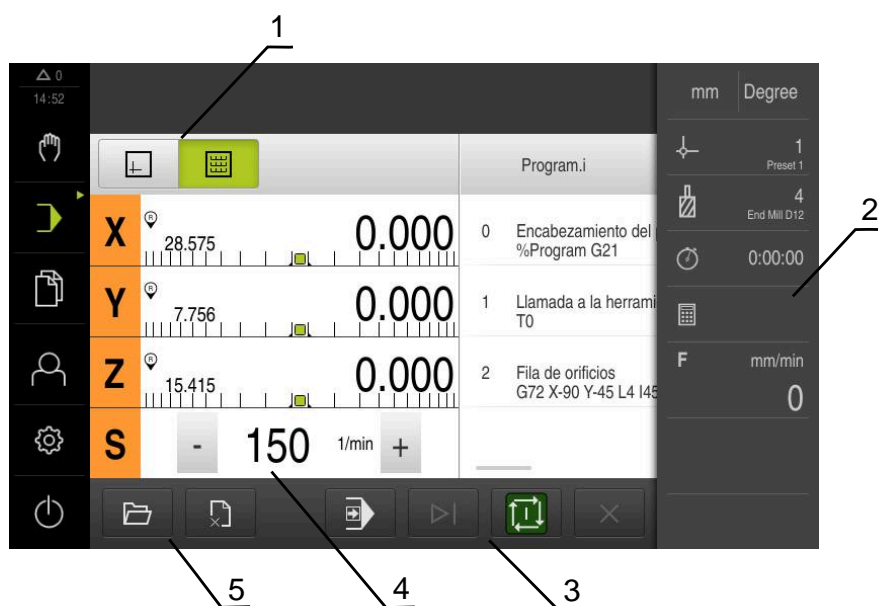 1
0
14:52
mm Degree
1
Preset 1
4
End Mill D12
2
0:00:00
F mm/min
0
Program.i
X R 28.575 0.000
Y R 7.756 0.000
Z R 15.415 0.000
S - 150 1/min +
0 Encabezamiento del
%Program G21
1 Llamada a la herrami
T0
2 Fila de orificios
G72 X-90 Y-45 L4 I45
5 4 3